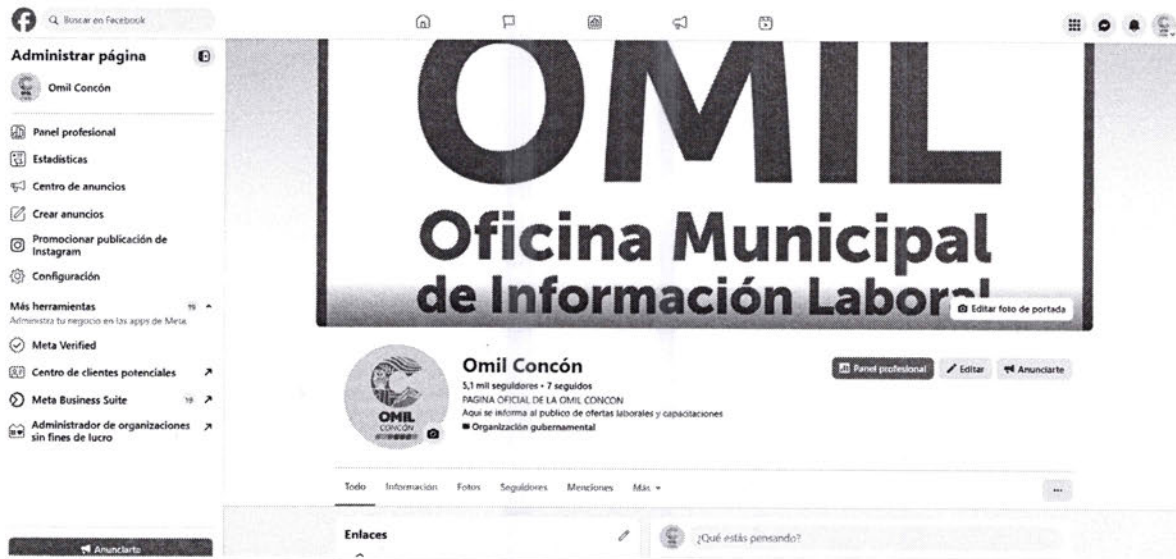 Buscar en Facebook
Administrar página
Omil Concón
Panel profesional
Estadísticas
Centro de anuncios
Crear anuncios
Promocionar publicación de
Instagram
Configuración
Más herramientas
Administra tu negocio en las apps de Meta
Meta Verified
Centro de clientes potenciales
Meta Business Suite
Administrador de organizaciones
sin fines de lucro
Anunciarte
OMIL
Oficina Municipal
de Información Laboral
Editar foto de portada
OMIL
CONCÓN
Omil Concón
5,1 mil seguidores • 7 seguidos
PAGINA OFICIAL DE LA OMIL CONCON
Aqui se informa al publico de ofertas laborales y capacitaciones
Organización gubernamental
Panel profesional
Editar
Anunciarte
Todo Información Fotos Seguidores Menciones Más
Enlaces
¿Qué estás pensando?